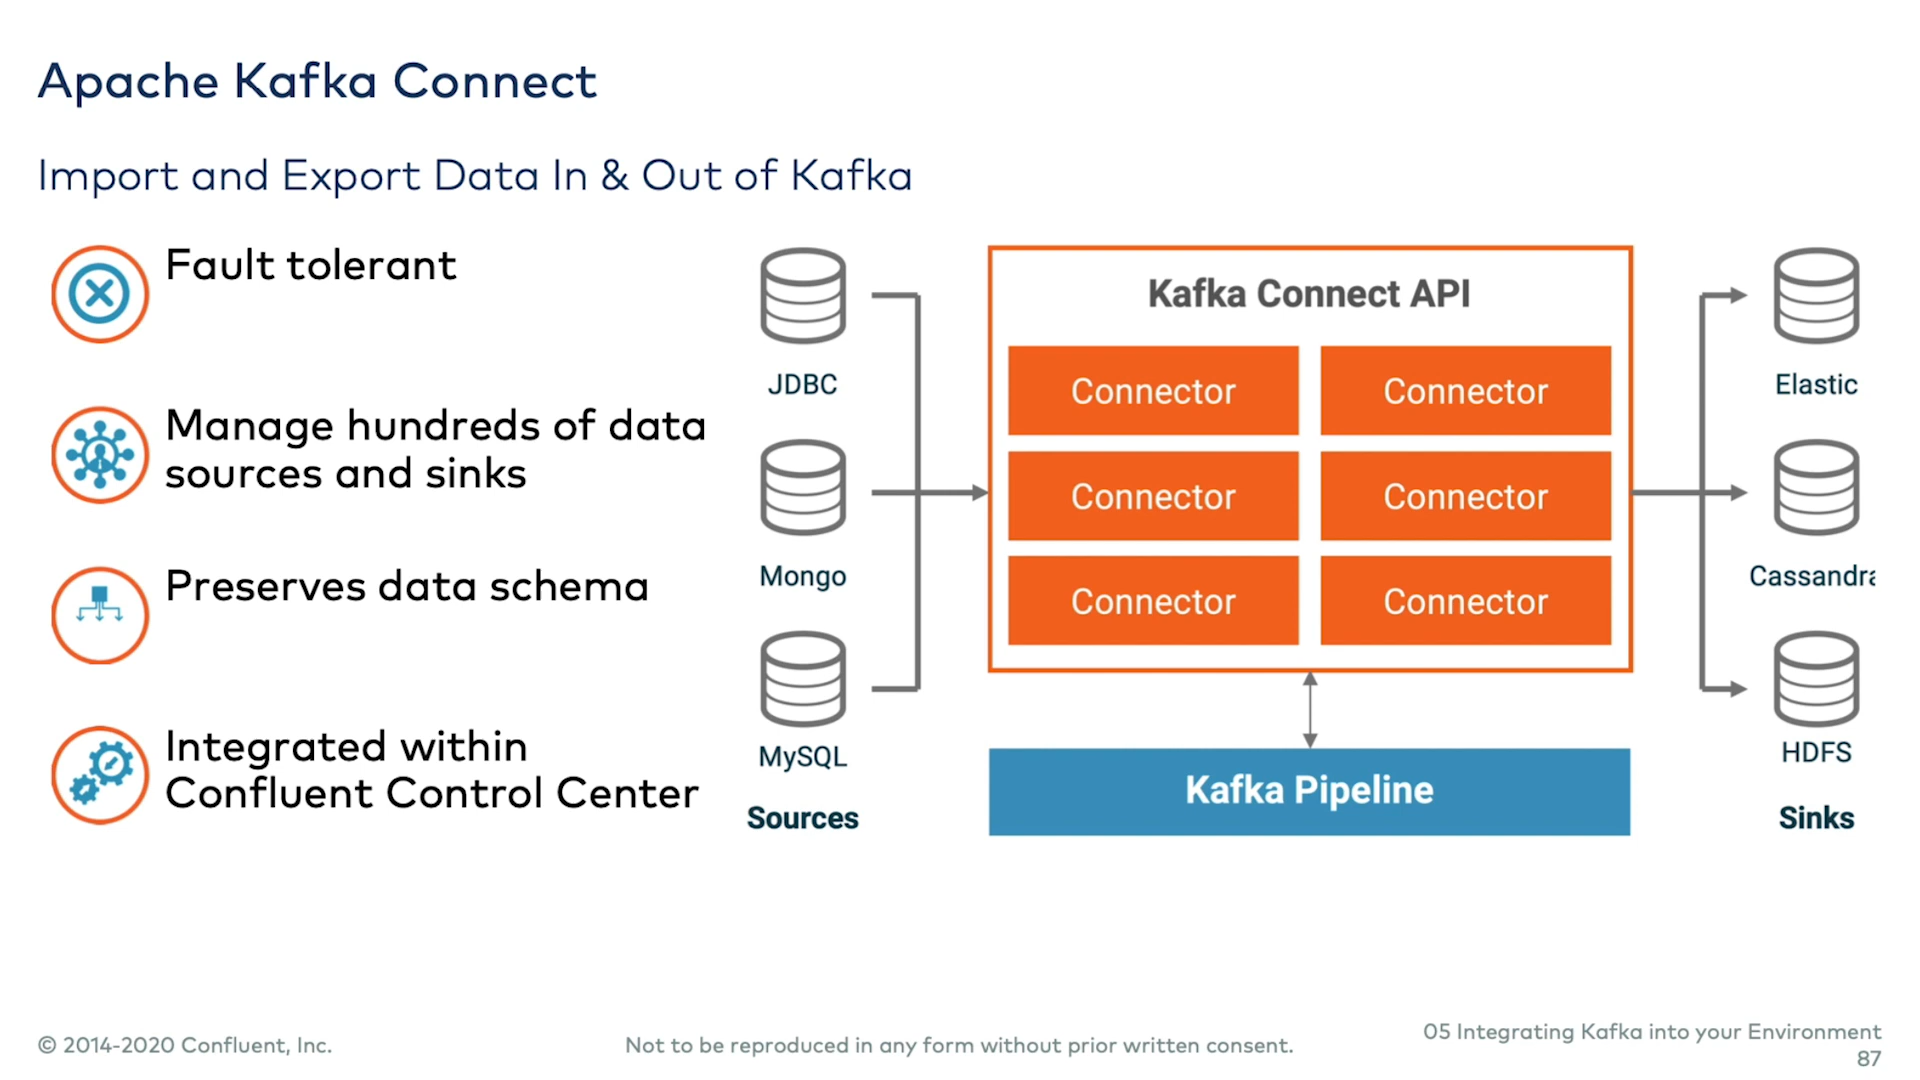 Apache Kafka Connect
Import and Export Data In & Out of Kafka
Fault tolerant
Manage hundreds of data
sources and sinks
Preserves data schema
Integrated within
Confluent Control Center
JDBC
Mongo
MySQL
Sources
Kafka Connect API
Connector Connector
Connector Connector
Connector Connector
Kafka Pipeline
Elastic
Cassandra
HDFS
Sinks
© 2014-2020 Confluent, Inc.
Not to be reproduced in any form without prior written consent.
05 Integrating Kafka into your Environment
87